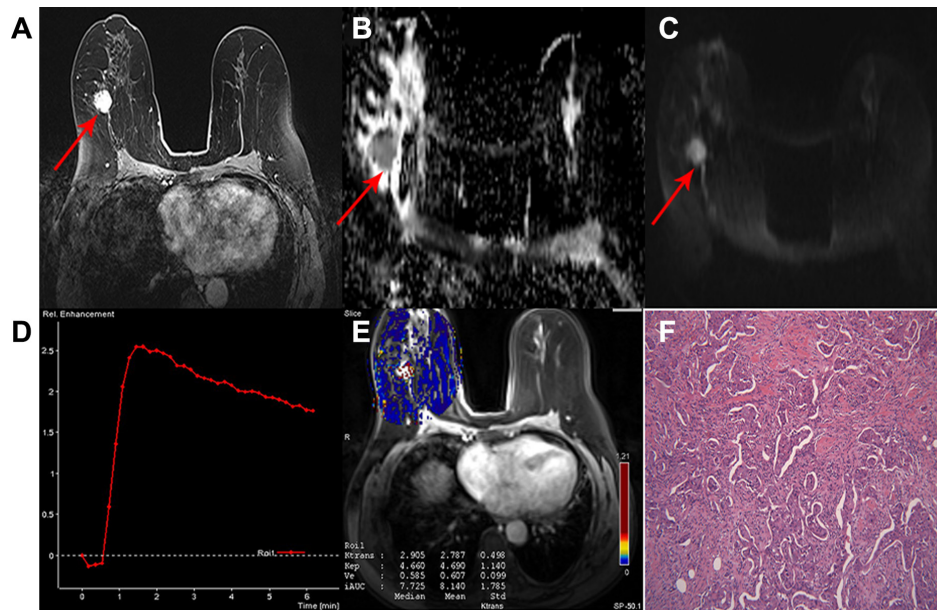 A
B
C
D
Rel. Enhancement
2.5
2
1.5
1
0.5
0
Roi1
0 1 2 3 4 5 6
Time [min]
E
Slice
R
1.21
0
Roi1
Ktrans : 2.905 2.787 0.498
Kep : 4.660 4.690 1.140
Ve : 0.585 0.607 0.099
iAUC : 7.725 8.140 1.785
Median Mean Std
Ktrans
SP -50.1
F